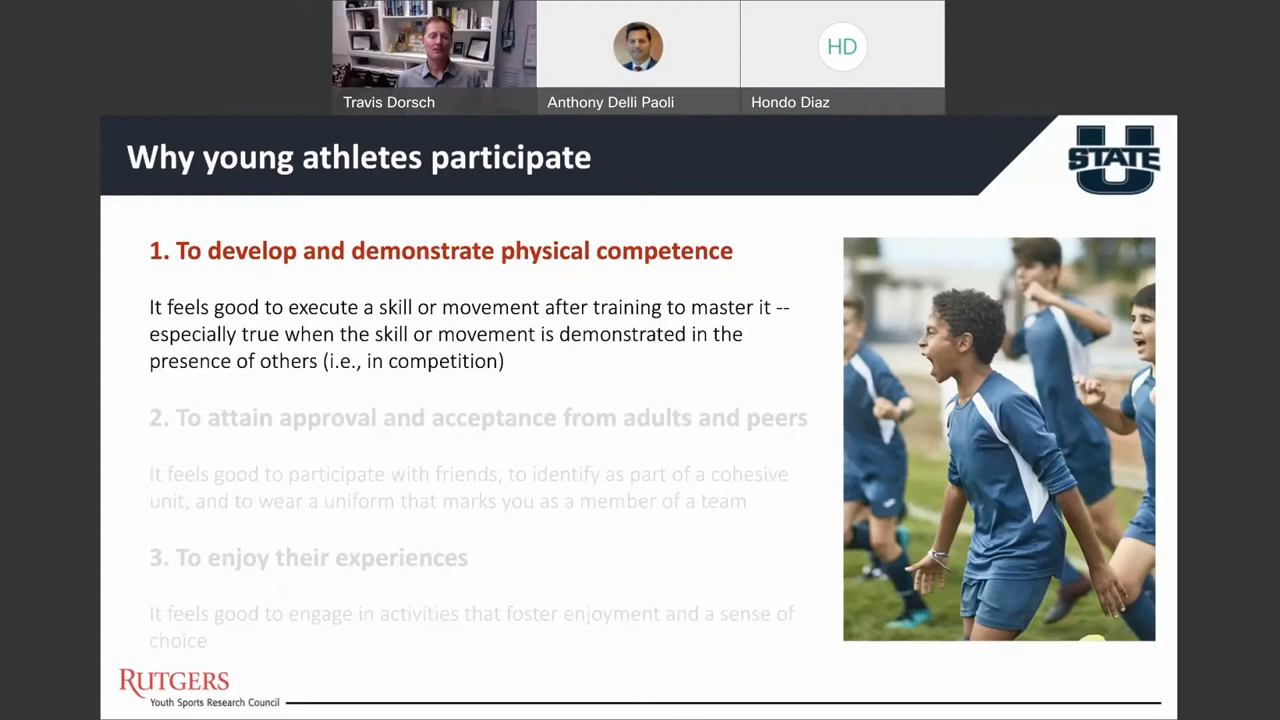 Travis Dorsch
Anthony Delli Paoli
HD
Hondo Diaz
Why young athletes participate
U
STATE
1. To develop and demonstrate physical competence
It feels good to execute a skill or movement after training to master it --
especially true when the skill or movement is demonstrated in the
presence of others (i.e., in competition)
2. To attain approval and acceptance from adults and peers
It feels good to participate with friends, to identify as part of a cohesive
unit, and to wear a uniform that marks you as a member of a team
3. To enjoy their experiences
It feels good to engage in activities that foster enjoyment and a sense of
choice
RUTGERS
Youth Sports Research Council